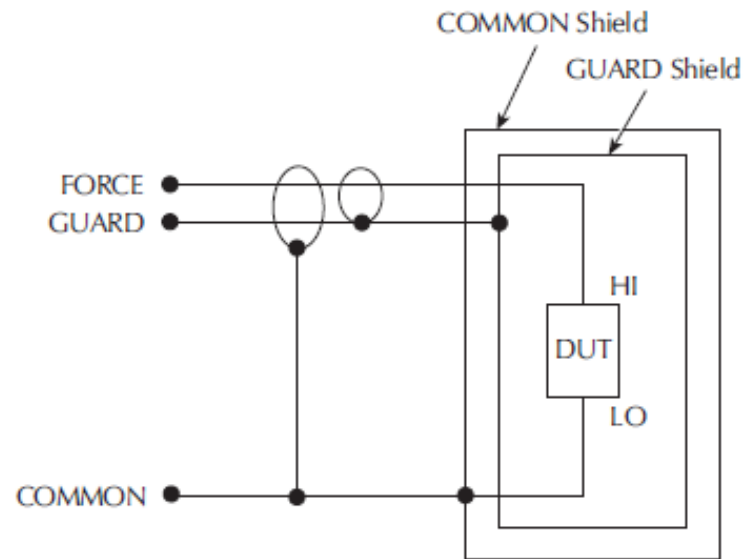 COMMON Shield
GUARD Shield
FORCE
GUARD
HI
DUT
LO
COMMON